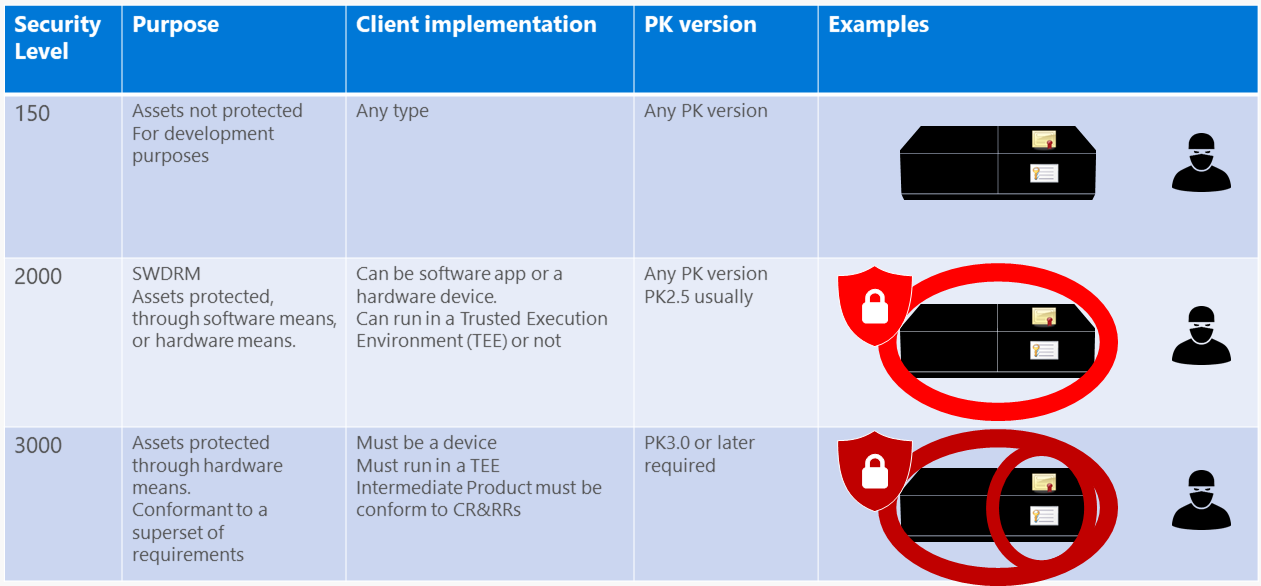 Security
Level
Purpose
Client implementation
PK version
Examples
150
Assets not protected
For development
purposes
Any type
Any PK version
2000
SWDRM
Assets protected,
through software means,
or hardware means.
Can be software app or a
hardware device.
Can run in a Trusted Execution
Environment (TEE) or not
Any PK version
PK2.5 usually
3000
Assets protected
through hardware
means.
Conformant to a
superset of
requirements
Must be a device
Must run in a TEE
Intermediate Product must be
conform to CR&RRs
PK3.0 or later
required